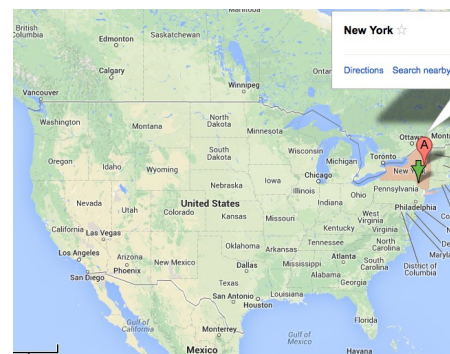 Manitoba
British
Columbia
Edmonton
Saskatchewan
New York
Calgary
Ontar
Directions Search nearby
Vancouver
Winnipeg
Washington
Montana
North
Dakota
Minnesota
Ottawa
Mont
A
Oregon
Idaho
Wyoming
South
Dakota
Wisconsin
Michigan
Toronto
New Y
Nebraska
Iowa
Chicago
Illinois
Pennsylvania
Nevada
Utah
Colorado
United States
Kansas
Missouri
Indiana
Ohio
West
Virginia
Philadelphia
California
Las Vegas
Kentucky
Virginia
Los Angeles
Arizona
Phoenix
New Mexico
Oklahoma
Arkansas
Tennessee
North
Carolina
San Diego
Dallas
Mississippi
Atlanta
South
Carolina
Maryla
District of
Columbia
Texas
Alabama
Georgia
San Antonio
Houston
Louisiana
Gulf of
California
Monterrey
Gulf of
Mexico
Florida
Mexico
Havana